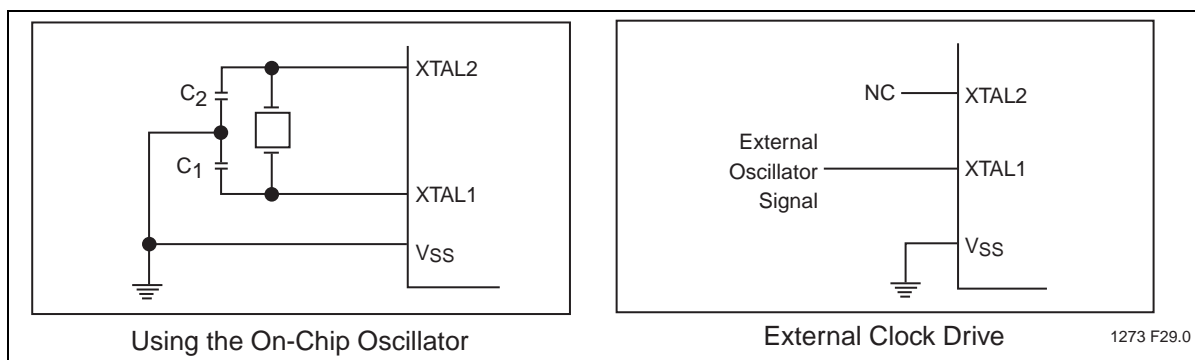 XTAL2
C2
C1
XTAL1
VSS
Using the On-Chip Oscillator
NC
XTAL2
External
Oscillator
Signal
XTAL1
VSS
External Clock Drive
1273 F29.0